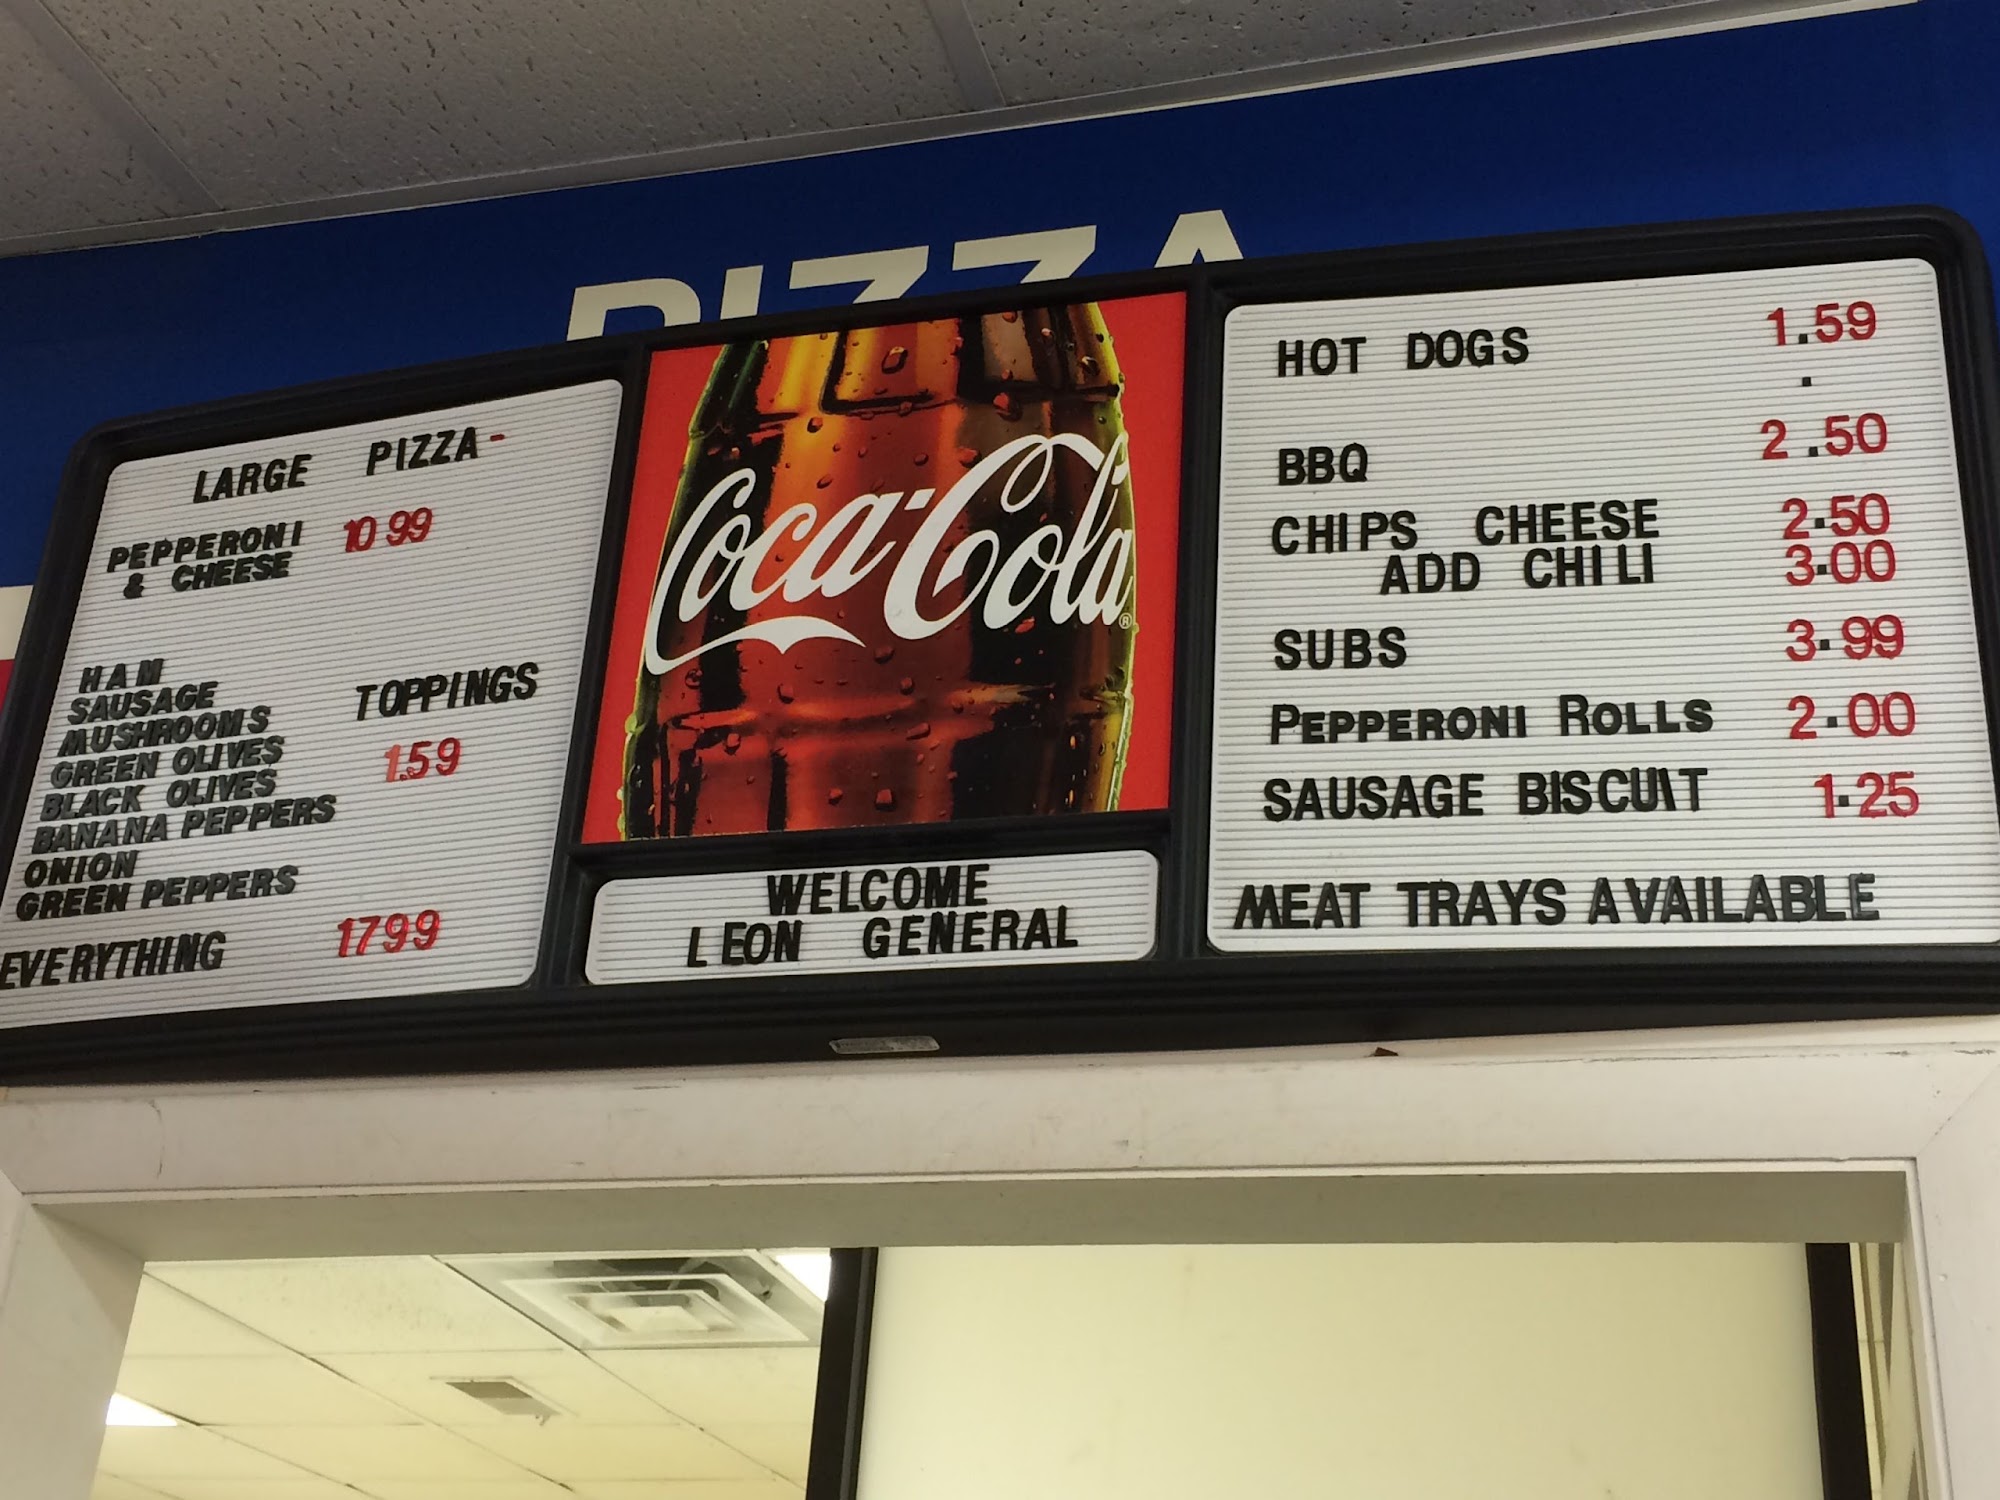 PIZZA
LARGE PIZZA-
PEPPERONI 10 99
& CHEESE
HAM
SAUSAGE
MUSHROOMS
GREEN OLIVES
BLACK OLIVES
BANANA PEPPERS
ONION
GREEN PEPPERS
TOPPINGS
1.59
EVERYTHING 1799
Coca-Cola®
WELCOME
LEON GENERAL
HOT DOGS 1.59
.
BBQ 2.50
CHIPS CHEESE 2.50
ADD CHILI 3.00
SUBS 3.99
PEPPERONI ROLLS 2.00
SAUSAGE BISCUIT 1.25
MEAT TRAYS AVAILABLE